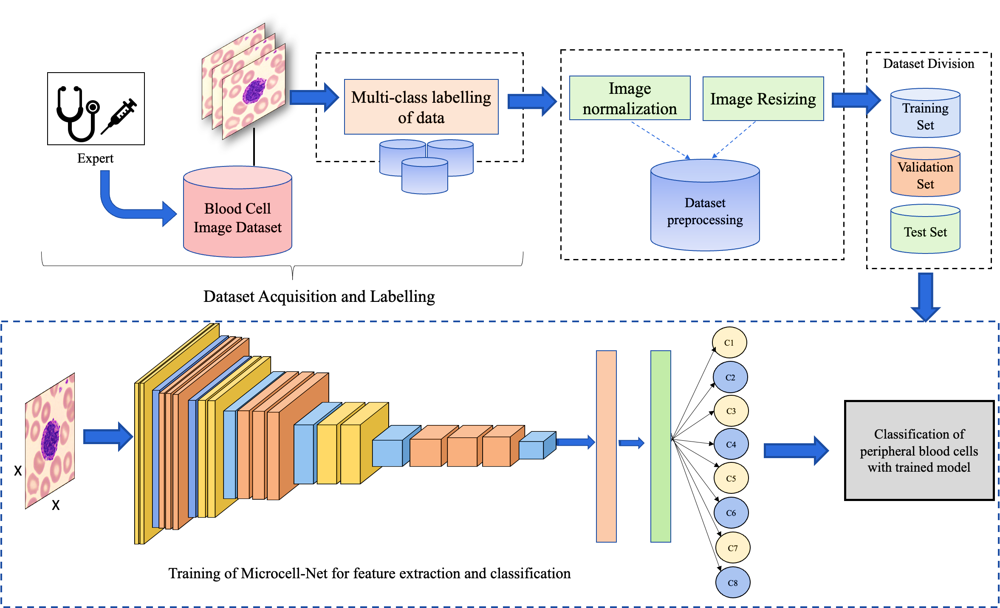 Expert
Blood Cell
Image Dataset
Multi-class labelling
of data
Dataset Acquisition and Labelling
Image
normalization
Image Resizing
Dataset
preprocessing
Dataset Division
Training
Set
Validation
Set
Test Set
X
X
C1
C2
C3
C4
C5
C6
C7
C8
Classification of
peripheral blood cells
with trained model
Training of Microcell-Net for feature extraction and classification